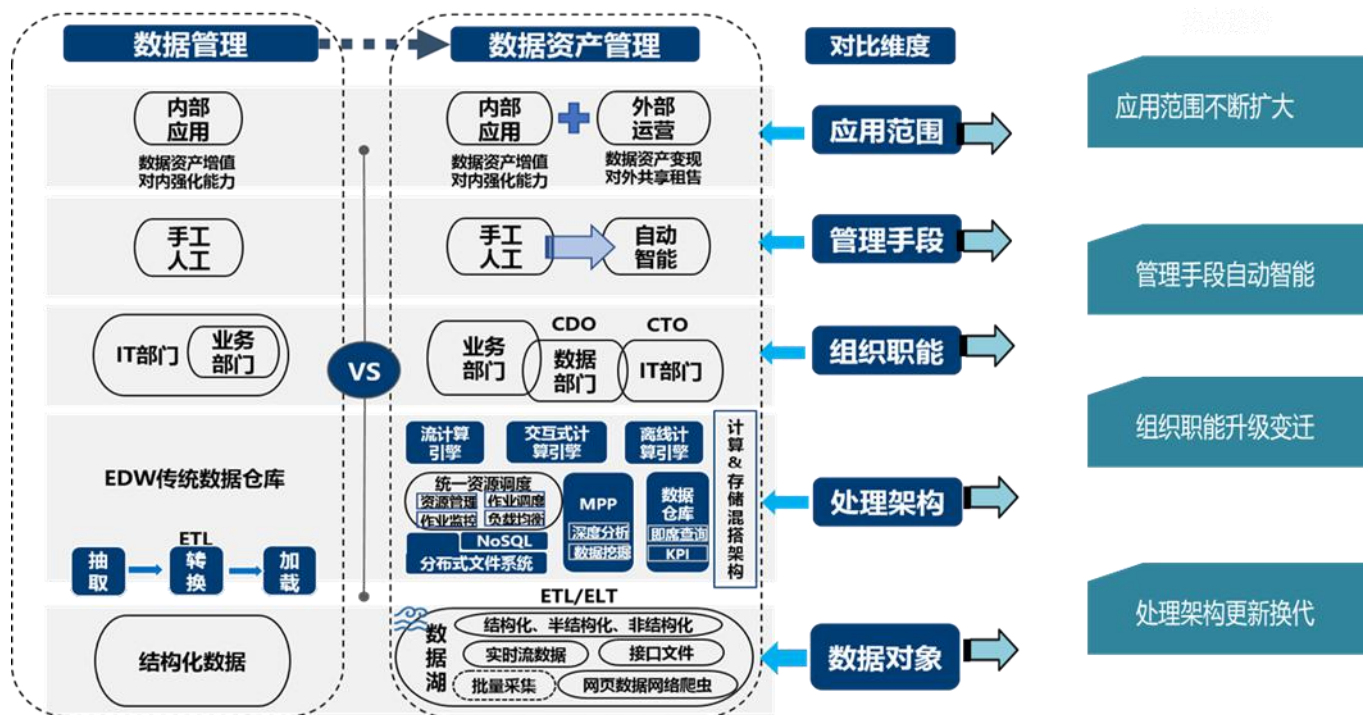 数据管理
数据资产管理
对比维度
内部
应用
数据资产增值
对内强化能力
内部
应用
数据资产增值
对内强化能力
外部
运营
数据资产变现
对外共享租售
应用范围
应用范围不断扩大
手工
人工
手工
人工
自动
智能
管理手段
管理手段自动智能
IT部门
业务
部门
VS
业务
部门
CDO
数据
部门
CTO
IT部门
组织职能
组织职能升级变迁
EDW传统数据仓库
ETL
抽取
转换
加载
流计算
引擎
交互式计
算引擎
离线计
算引擎
统一资源调度
资源管理
作业调度
作业监控
负载均衡
NoSQL
分布式文件系统
MPP
深度分析
数据挖掘
数据
仓库
即席查询
KPI
计算&存储混搭架构
处理架构
处理架构更新换代
结构化数据
ETL/ELT
数据湖
结构化、半结构化、非结构化
实时流数据
接口文件
批量采集
网页数据网络爬虫
数据对象